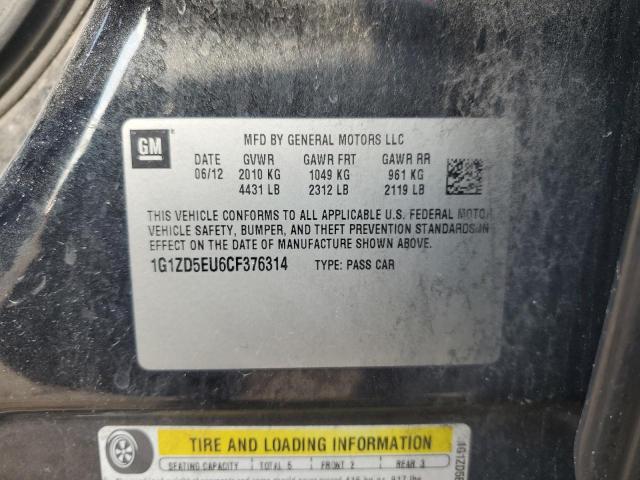 GM
MFD BY GENERAL MOTORS LLC
DATE GVWR GAWR FRT GAWR RR
06/12 2010 KG 1049 KG 961 KG
4431 LB 2312 LB 2119 LB
THIS VEHICLE CONFORMS TO ALL APPLICABLE U.S. FEDERAL MOTOR
VEHICLE SAFETY, BUMPER, AND THEFT PREVENTION STANDARDS IN
EFFECT ON THE DATE OF MANUFACTURE SHOWN ABOVE.
1G1ZD5EU6CF376314 TYPE: PASS CAR
TIRE AND LOADING INFORMATION
SEATING CAPACITY TOTAL 5 FRONT 2 REAR 3